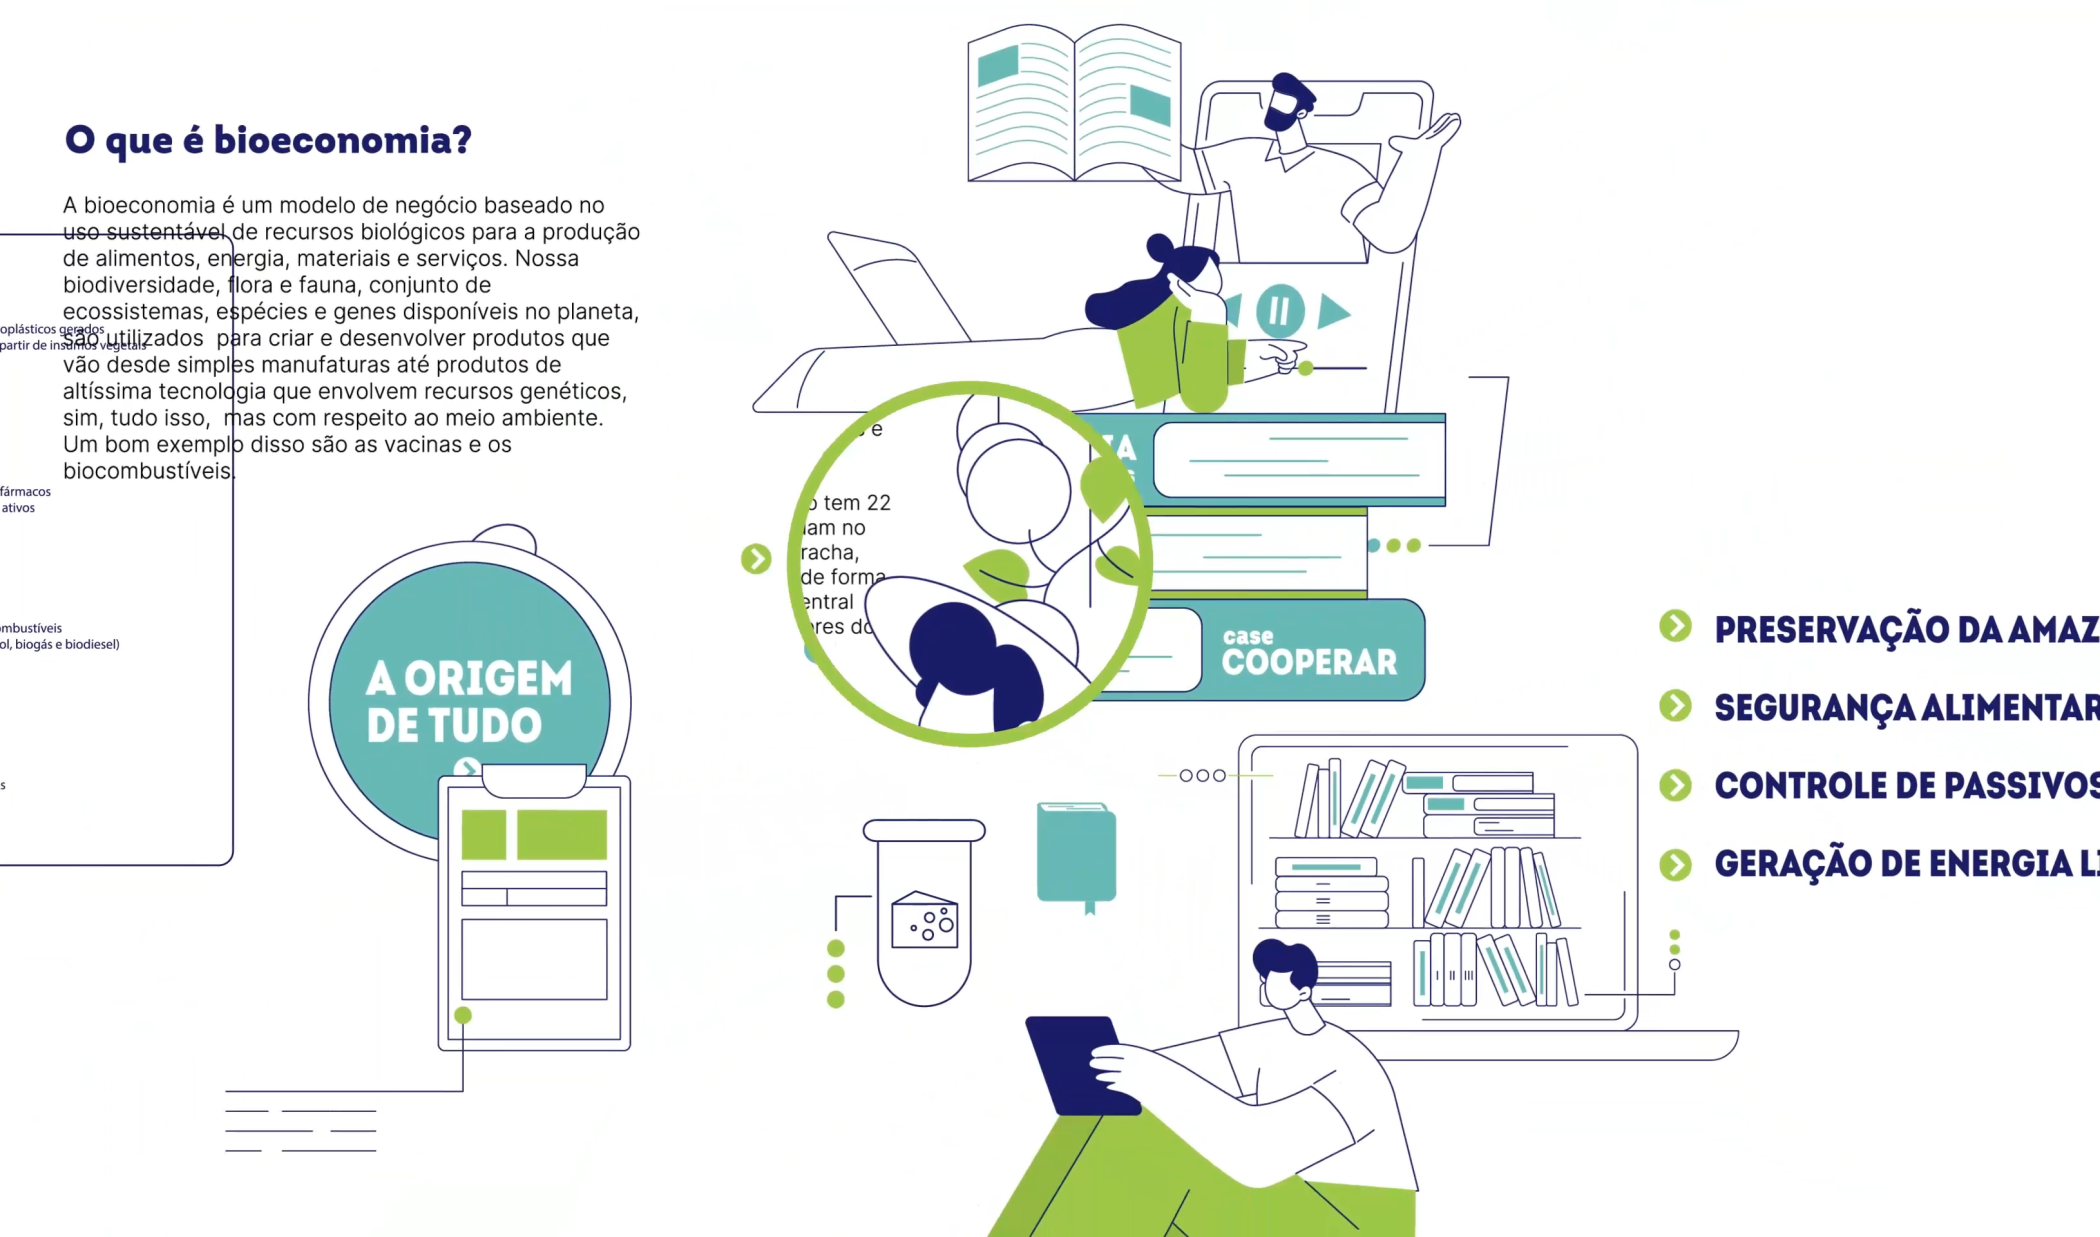 O que é bioeconomia?
A bioeconomia é um modelo de negócio baseado no
uso sustentável de recursos biológicos para a produção
de alimentos, energia, materiais e serviços. Nossa
biodiversidade, flora e fauna, conjunto de
ecossistemas, espécies e genes disponíveis no planeta,
são utilizados para criar e desenvolver produtos que
vão desde simples manufaturas até produtos de
altíssima tecnologia que envolvem recursos genéticos,
sim, tudo isso, mas com respeito ao meio ambiente.
Um bom exemplo disso são as vacinas e os
biocombustíveis.
oplásticos gerados
partir de insumos vegetais
fármacos
ativos
mbustíveis
ol, biogás e biodiesel)
s
A ORIGEM
DE TUDO
e
o tem 22
am no
racha,
de forma
entral
ores do
TA
case
COOPERAR
PRESERVAÇÃO DA AMAZ
SEGURANÇA ALIMENTAR
CONTROLE DE PASSIVOS
GERAÇÃO DE ENERGIA LI